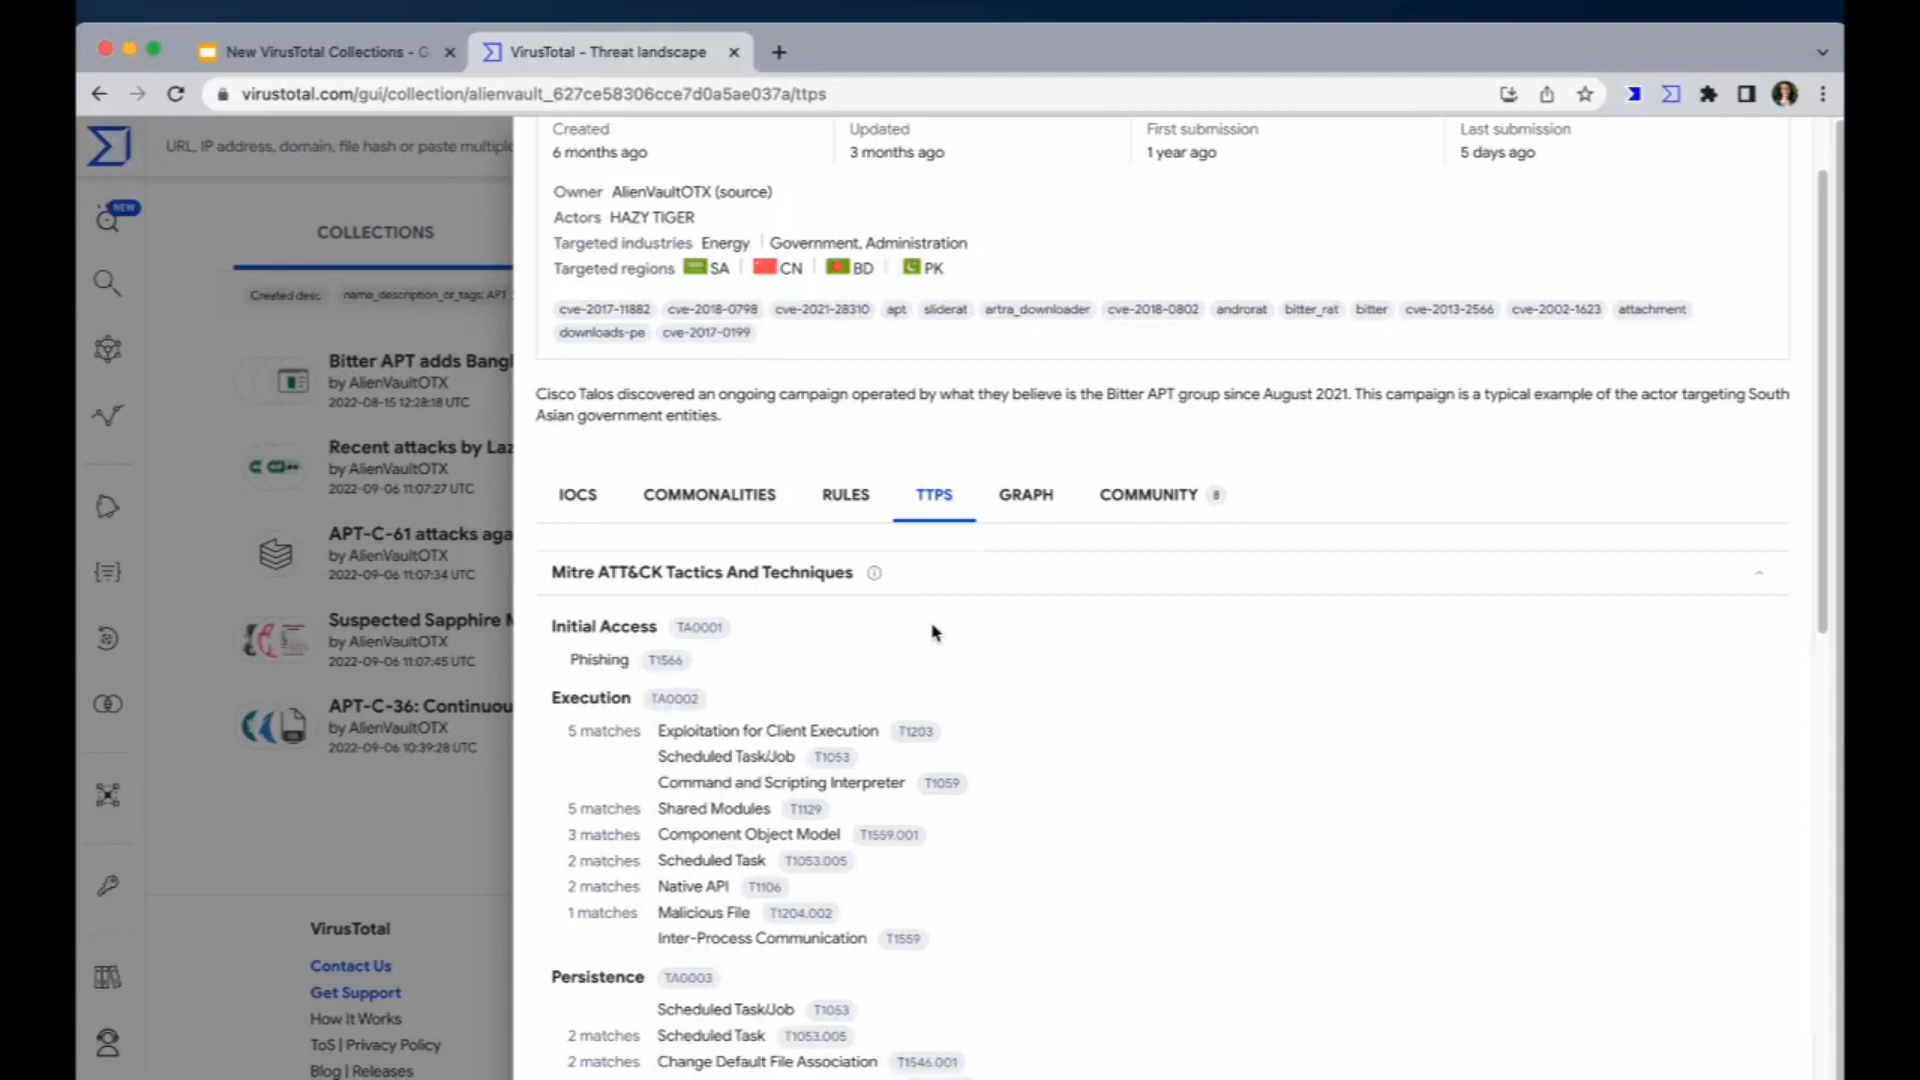 New VirusTotal Collections - G
VirusTotal - Threat landscape
virustotal.com/gui/collection/alienvault_627ce58306cce7d0a5ae037a/ttps
URL, IP address, domain, file hash or paste multiple
NEW
COLLECTIONS
Created desc
name_description_or_tags: APT
Bitter APT adds Bangl
by AlienVaultOTX
2022-08-15 12:28:18 UTC
Recent attacks by Laz
by AlienVaultOTX
2022-09-06 11:07:27 UTC
APT-C-61 attacks aga
by AlienVaultOTX
2022-09-06 11:07:34 UTC
Suspected Sapphire M
by AlienVaultOTX
2022-09-06 11:07:45 UTC
APT-C-36: Continuou
by AlienVaultOTX
2022-09-06 10:39:28 UTC
VirusTotal
Contact Us
Get Support
How It Works
ToS | Privacy Policy
Blog | Releases
Created Updated First submission Last submission
6 months ago 3 months ago 1 year ago 5 days ago
Owner AlienVaultOTX (source)
Actors HAZY TIGER
Targeted industries Energy Government, Administration
Targeted regions SA CN BD PK
cve-2017-11882 cve-2018-0798 cve-2021-28310 apt sliderat artra_downloader cve-2018-0802 androrat bitter_rat bitter cve-2013-2566 cve-2002-1623 attachment
downloads-pe cve-2017-0199
Cisco Talos discovered an ongoing campaign operated by what they believe is the Bitter APT group since August 2021. This campaign is a typical example of the actor targeting South
Asian government entities.
IOCS COMMONALITIES RULES TTPS GRAPH COMMUNITY 8
Mitre ATT&CK Tactics And Techniques
Initial Access TA0001
Phishing T1566
Execution TA0002
5 matches Exploitation for Client Execution T1203
Scheduled Task/Job T1053
Command and Scripting Interpreter T1059
5 matches Shared Modules T1129
3 matches Component Object Model T1559.001
2 matches Scheduled Task T1053.005
2 matches Native API T1106
1 matches Malicious File T1204.002
Inter-Process Communication T1559
Persistence TA0003
Scheduled Task/Job T1053
2 matches Scheduled Task T1053.005
2 matches Change Default File Association T1546.001